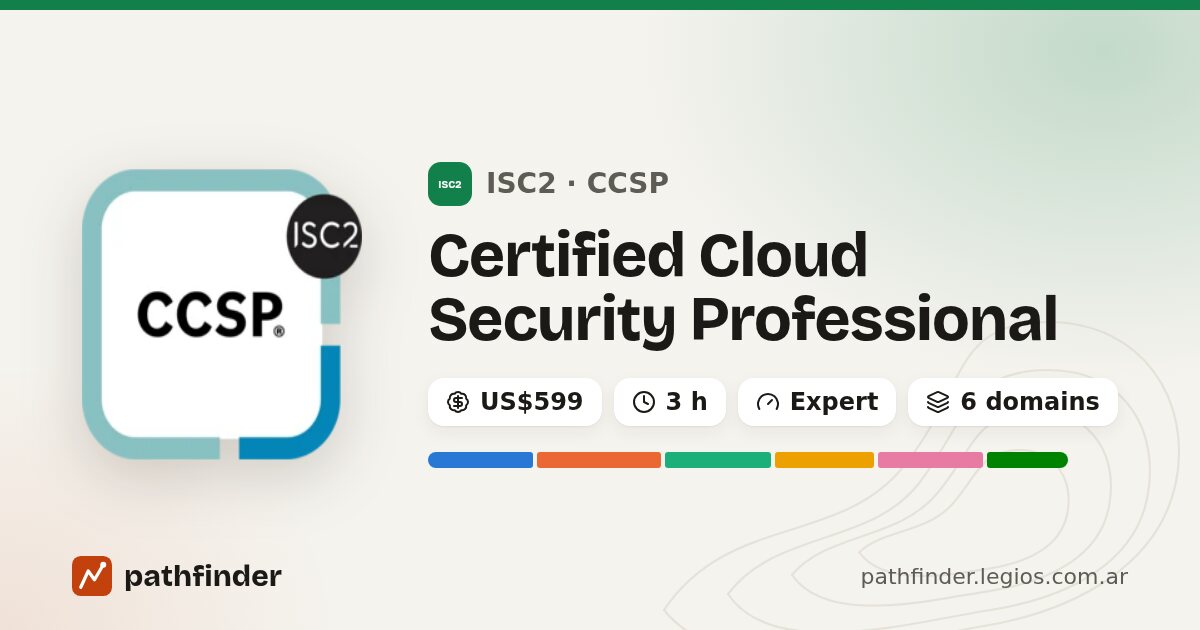 ISC2
CCSP®
ISC2
ISC2 · CCSP
Certified Cloud
Security Professional
US$599
3 h
Expert
6 domains
pathfinder
pathfinder.legios.com.ar